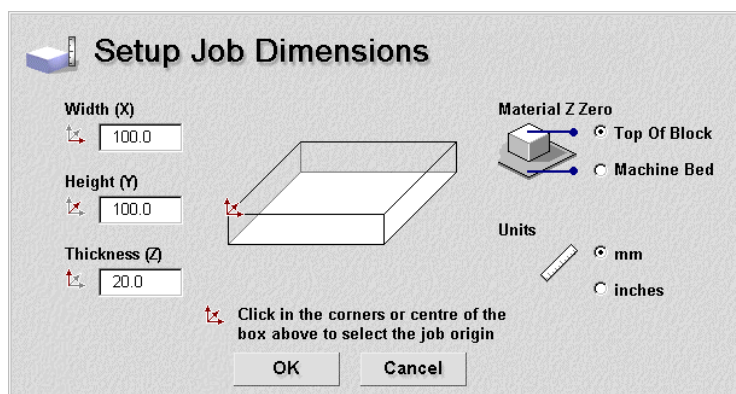 Setup Job Dimensions
Width (X)
100.0
Height (Y)
100.0
Thickness (Z)
20.0
Material Z Zero
Top Of Block
Machine Bed
Units
mm
inches
Click in the corners or centre of the
box above to select the job origin
OK
Cancel